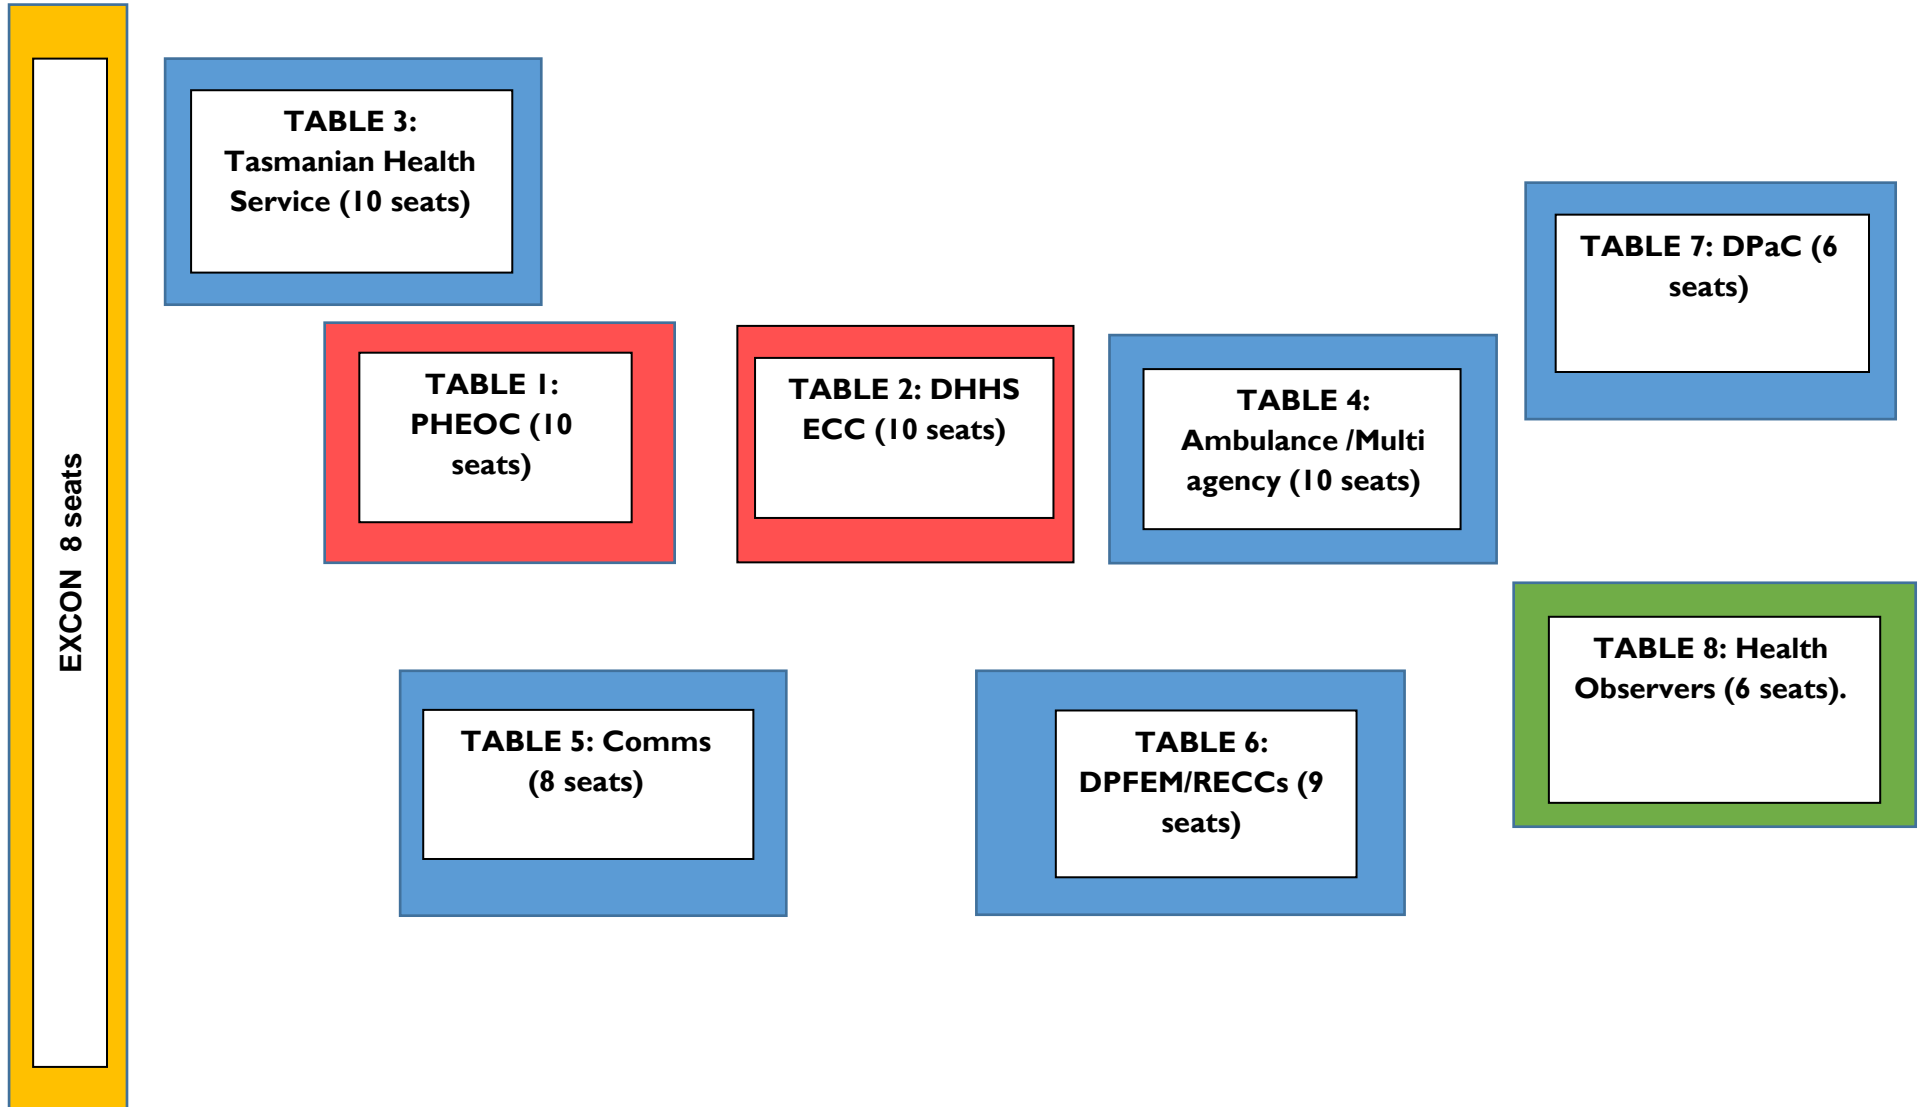 EXCON 8 seats
TABLE 3:
Tasmanian Health
Service (10 seats)
TABLE 7: DPaC (6
seats)
TABLE 1:
PHEOC (10
seats)
TABLE 2: DHHS
ECC (10 seats)
TABLE 4:
Ambulance /Multi
agency (10 seats)
TABLE 8: Health
Observers (6 seats).
TABLE 5: Comms
(8 seats)
TABLE 6:
DPFEM/RECCs (9
seats)